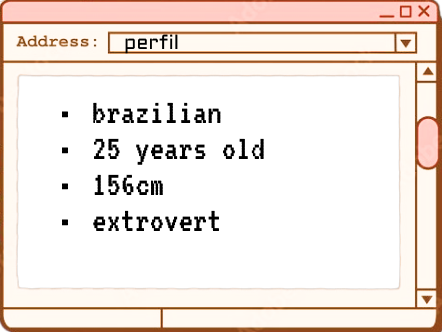 Address: perfil
▪ brazilian
▪ 25 years old
▪ 156cm
▪ extrovert